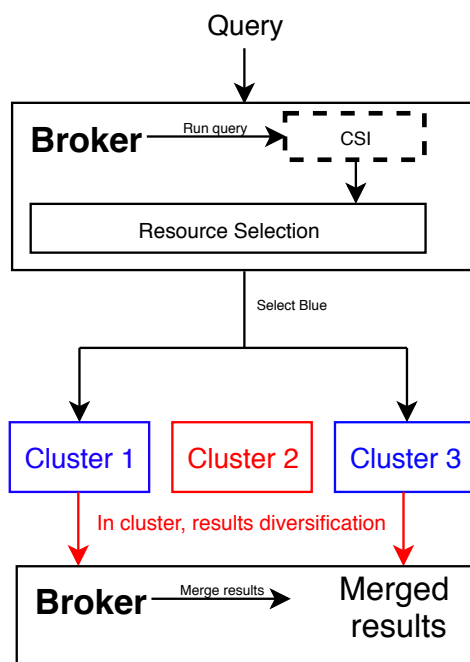 Query
Broker
Run query
CSI
Resource Selection
Select Blue
Cluster 1
Cluster 2
Cluster 3
In cluster, results diversification
Broker
Merge results
Merged
results